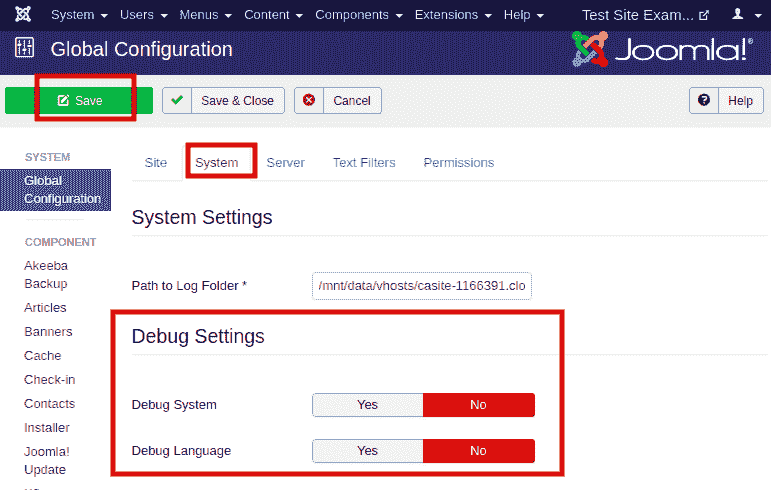 System Users Menus Content Components Extensions Help Test Site Exam...
Global Configuration Joomla!®
Save Save & Close Cancel Help
SYSTEM
Global
Configuration
Site System Server Text Filters Permissions
System Settings
COMPONENT
Akeeba
Backup
Articles
Banners
Cache
Check-in
Contacts
Installer
Joomla!
Update
Path to Log Folder * /mnt/data/vhosts/casite-1166391.clo
Debug Settings
Debug System Yes No
Debug Language Yes No